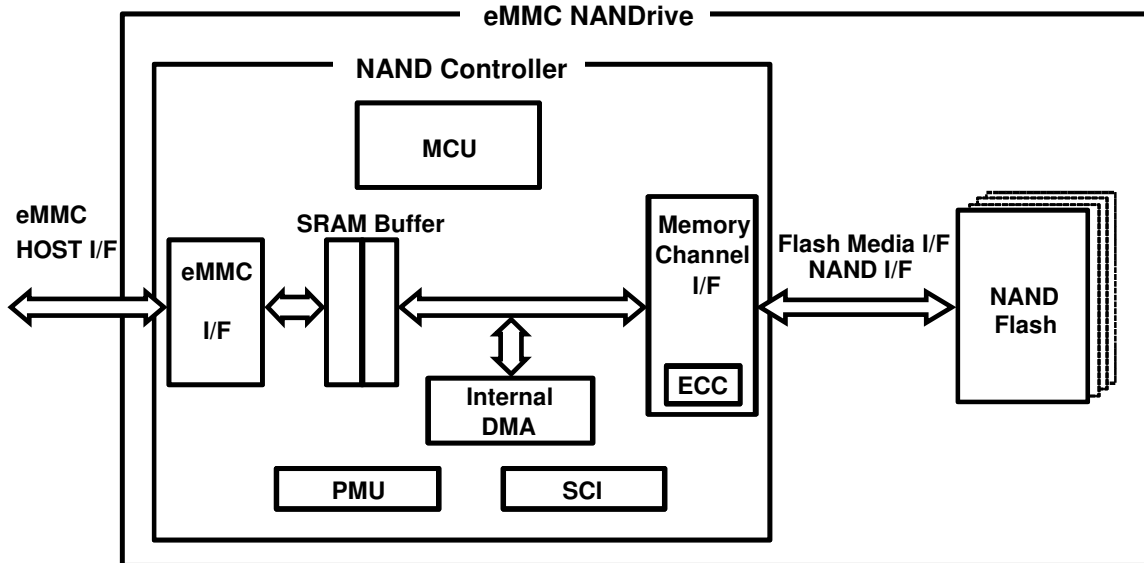 eMMC NANDrive
NAND Controller
MCU
eMMC
HOST I/F
SRAM Buffer
eMMC
I/F
Memory
Channel
I/F
ECC
Flash Media I/F
NAND I/F
NAND
Flash
Internal
DMA
PMU
SCI